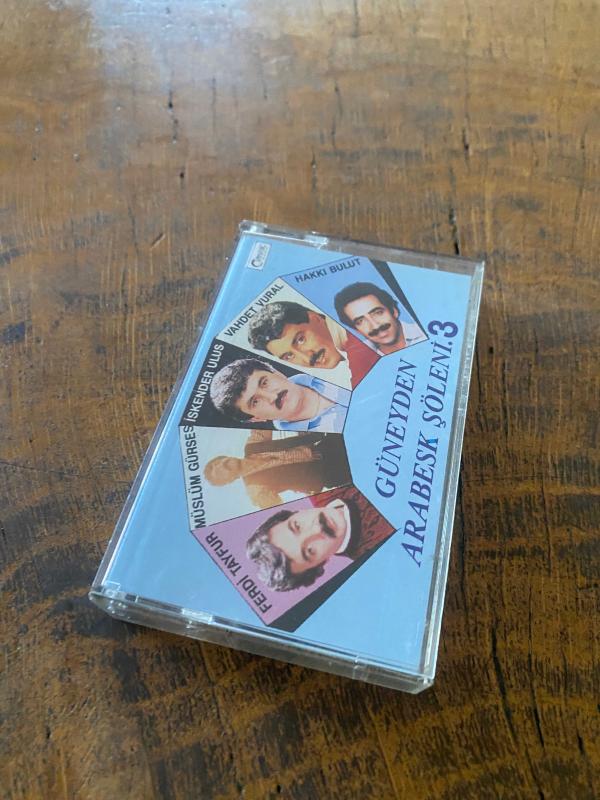 HAKKI BULUT
VAHDET VURAL
İSKENDER ULUS
MÜSLÜM GÜRSES
FERDİ TAYFUR
GÜNEYDEN
ARABESK ŞÖLENİ.3